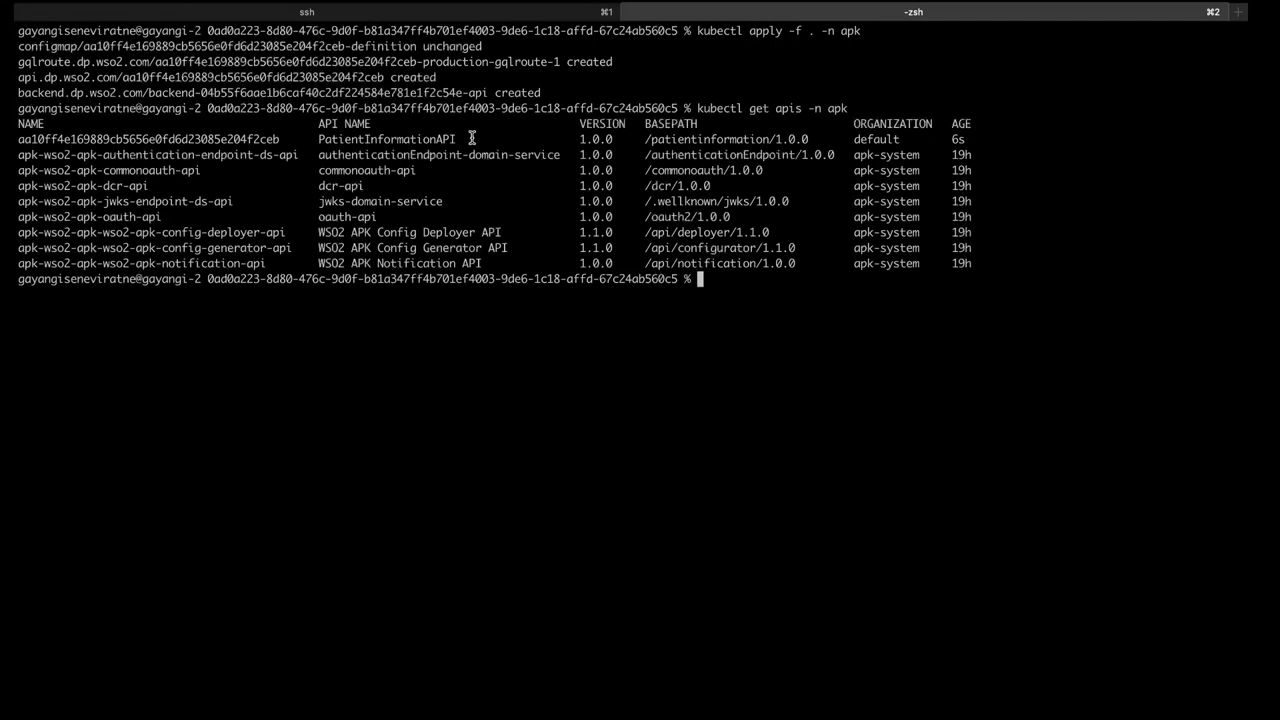 ssh ⌘1 -zsh ⌘2 +
gayangiseneviratne@gayangi-2 0ad0a223-8d80-476c-9d0f-b81a347ff4b701ef4003-9de6-1c18-affd-67c24ab560c5 % kubectl apply -f . -n apk
configmap/aa10ff4e169889cb5656e0fd6d23085e204f2ceb-definition unchanged
gqlroute.dp.wso2.com/aa10ff4e169889cb5656e0fd6d23085e204f2ceb-production-gqlroute-1 created
api.dp.wso2.com/aa10ff4e169889cb5656e0fd6d23085e204f2ceb created
backend.dp.wso2.com/backend-04b55f6aae1b6caf40c2df224584e781e1f2c54e-api created
gayangiseneviratne@gayangi-2 0ad0a223-8d80-476c-9d0f-b81a347ff4b701ef4003-9de6-1c18-affd-67c24ab560c5 % kubectl get apis -n apk
NAME API NAME VERSION BASEPATH ORGANIZATION AGE
aa10ff4e169889cb5656e0fd6d23085e204f2ceb PatientInformationAPI 1.0.0 /patientinformation/1.0.0 default 6s
apk-wso2-apk-authentication-endpoint-ds-api authenticationEndpoint-domain-service 1.0.0 /authenticationEndpoint/1.0.0 apk-system 19h
apk-wso2-apk-commonoauth-api commonoauth-api 1.0.0 /commonoauth/1.0.0 apk-system 19h
apk-wso2-apk-dcr-api dcr-api 1.0.0 /dcr/1.0.0 apk-system 19h
apk-wso2-apk-jwks-endpoint-ds-api jwks-domain-service 1.0.0 /.wellknown/jwks/1.0.0 apk-system 19h
apk-wso2-apk-oauth-api oauth-api 1.0.0 /oauth2/1.0.0 apk-system 19h
apk-wso2-apk-wso2-apk-config-deployer-api WSO2 APK Config Deployer API 1.1.0 /api/deployer/1.1.0 apk-system 19h
apk-wso2-apk-wso2-apk-config-generator-api WSO2 APK Config Generator API 1.1.0 /api/configurator/1.1.0 apk-system 19h
apk-wso2-apk-wso2-apk-notification-api WSO2 APK Notification API 1.0.0 /api/notification/1.0.0 apk-system 19h
gayangiseneviratne@gayangi-2 0ad0a223-8d80-476c-9d0f-b81a347ff4b701ef4003-9de6-1c18-affd-67c24ab560c5 %